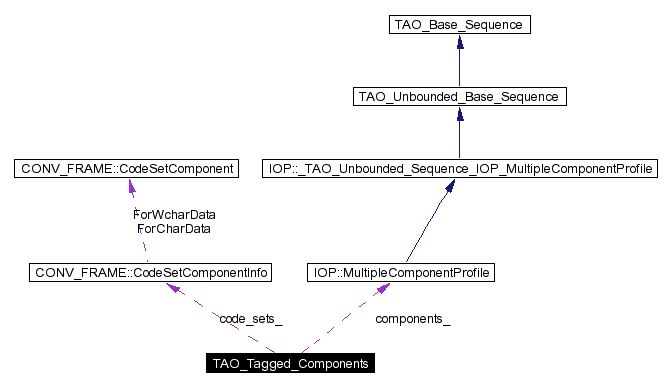 TAO_Base_Sequence
TAO_Unbounded_Base_Sequence
CONV_FRAME::CodeSetComponent
IOP::_TAO_Unbounded_Sequence_IOP_MultipleComponentProfile
ForWcharData
ForCharData
CONV_FRAME::CodeSetComponentInfo
IOP::MultipleComponentProfile
code_sets_
components_
TAO_Tagged_Components